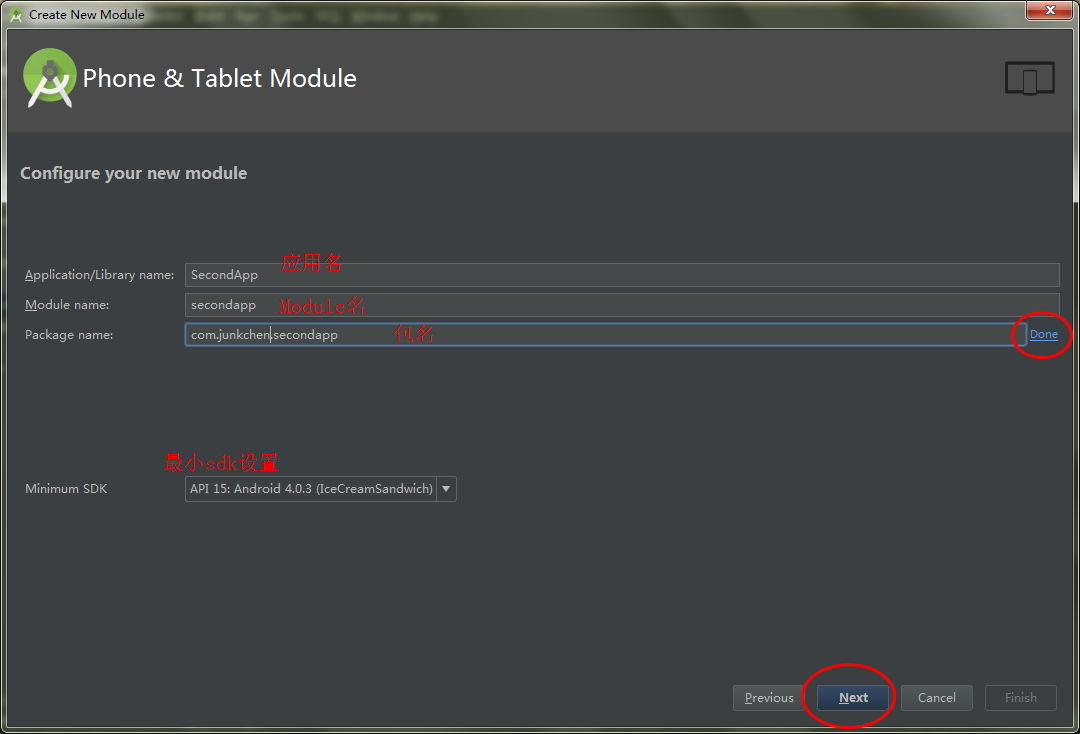 Create New Module
Phone & Tablet Module
Configure your new module
应用名
Application/Library name: SecondApp
Module name: secondapp Module名
Package name: com.junkchen.secondapp 包名 Done
最小sdk设置
Minimum SDK API 15: Android 4.0.3 (IceCreamSandwich)
Previous Next Cancel Finish